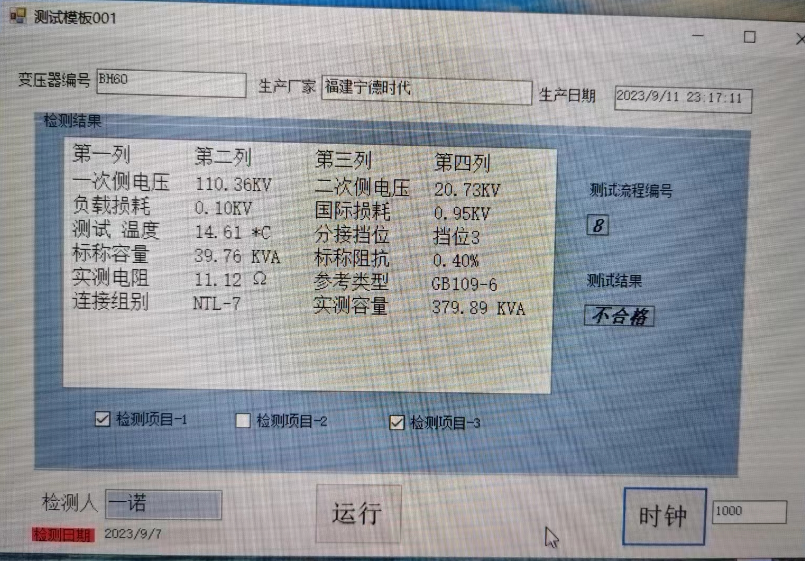 测试模板001
变压器编号 BH60 生产厂家 福建宁德时代 生产日期 2023/9/11 23:17:11
检测结果
第一列 第二列 第三列 第四列
一次侧电压 110.36KV 二次侧电压 20.73KV
负载损耗 0.10KV 国际损耗 0.95KV
测试 温度 14.61 *C 分接挡位 挡位3
标称容量 39.76 KVA 标称阻抗 0.40%
实测电阻 11.12 Ω 参考类型 GB109-6
连接组别 NTL-7 实测容量 379.89 KVA
测试流程编号
8
测试结果
不合格
检测项目-1 检测项目-2 检测项目-3
检测人 一诺 运行 时钟 1000
检测日期 2023/9/7